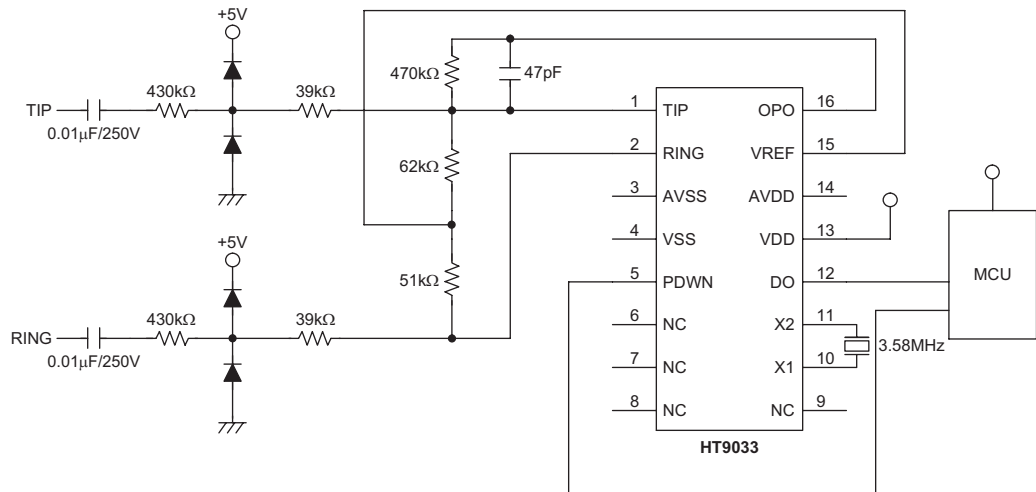 +5V
470kΩ
47pF
430kΩ
39kΩ
TIP
0.01μF/250V
1 TIP OPO 16
62kΩ
2 RING VREF 15
3 AVSS AVDD 14
+5V
4 VSS VDD 13
51kΩ
5 PDWN DO 12
MCU
430kΩ
39kΩ
RING
0.01μF/250V
6 NC X2 11
3.58MHz
7 NC X1 10
8 NC NC 9
HT9033